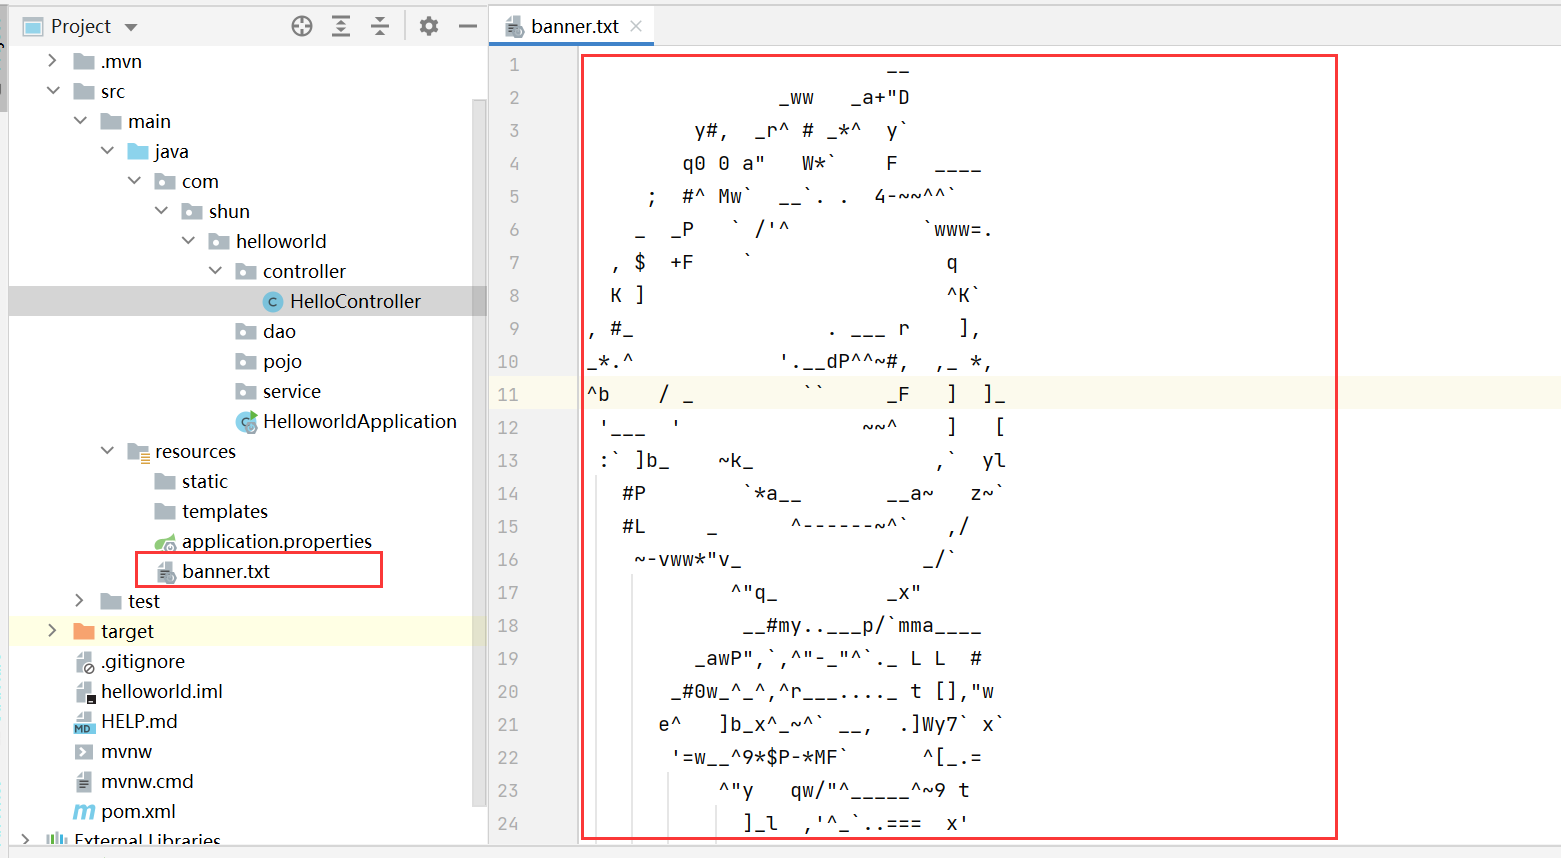 Project
.mvn
src
main
java
com
shun
helloworld
controller
HelloController
dao
pojo
service
HelloworldApplication
resources
static
templates
application.properties
banner.txt
test
target
.gitignore
helloworld.iml
HELP.md
mvnw
mvnw.cmd
pom.xml
External Libraries
banner.txt
1                          __
2                 _ww   _a+"D
3          y#,  _r^ # _*^  y`
4         q0 0 a"   W*`    F   ____
5      ;  #^ Mw`  __`. .  4-~~^^`
6     _  _P   ` /'^           `www=.
7   , $  +F    `                q
8   K ]                         ^K`
9 , #_                . ___ r    ],
10 _*.^            '.__dP^^~#,  ,_ *,
11 ^b    / _         ``     _F   ]  ]_
12  '___  '               ~~^    ]   [
13  :` ]b_    ~k_               ,`  yl
14    #P        `*a__       __a~   z~`
15    #L     _      ^------~^`   ,/
16     ~-vww*"v_               _/`
17             ^"q_         _x"
18              __#my..___p/`mma____
19          _awP",`,^"-_"^`._ L L  #
20        _#0w_^_^,^r___...._ t [],"w
21       e^   ]b_x^_~^` __,  .]Wy7` x`
22        '=w__^9*$P-*MF`      ^[_.=
23            ^"y   qw/"^_____^~9 t
24              ]_l  ,'^_`..===  x'